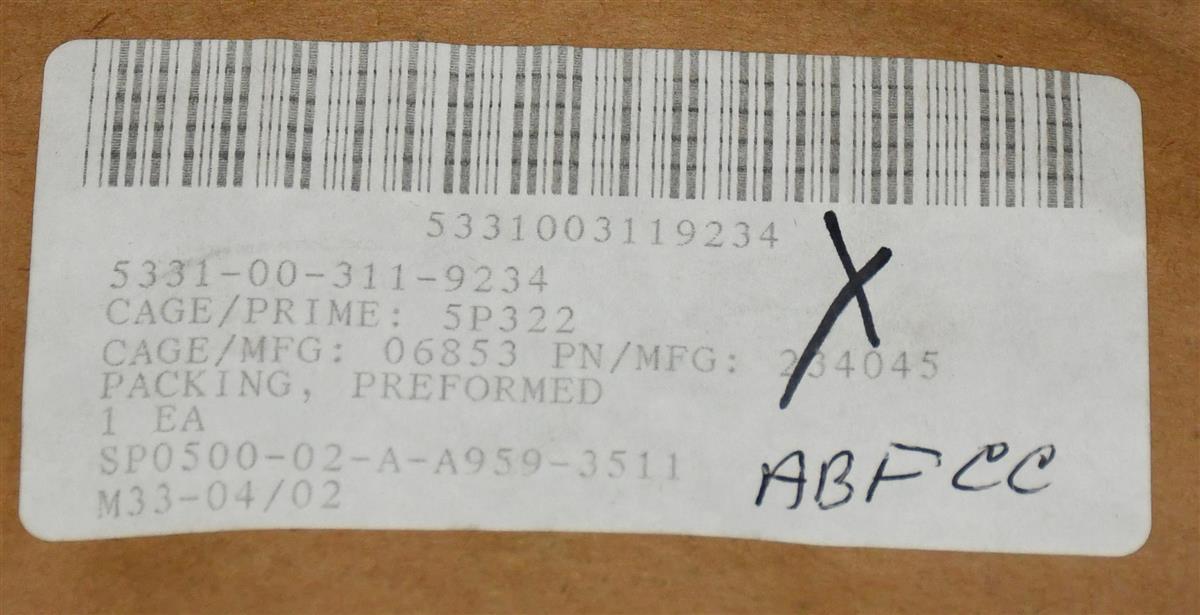 5331003119234
5331-00-311-9234
CAGE/PRIME: 5P322
CAGE/MFG: 06853 PN/MFG: 234045
PACKING, PREFORMED
1 EA
SP0500-02-A-A959-3511
M33-04/02
X
ABFCC